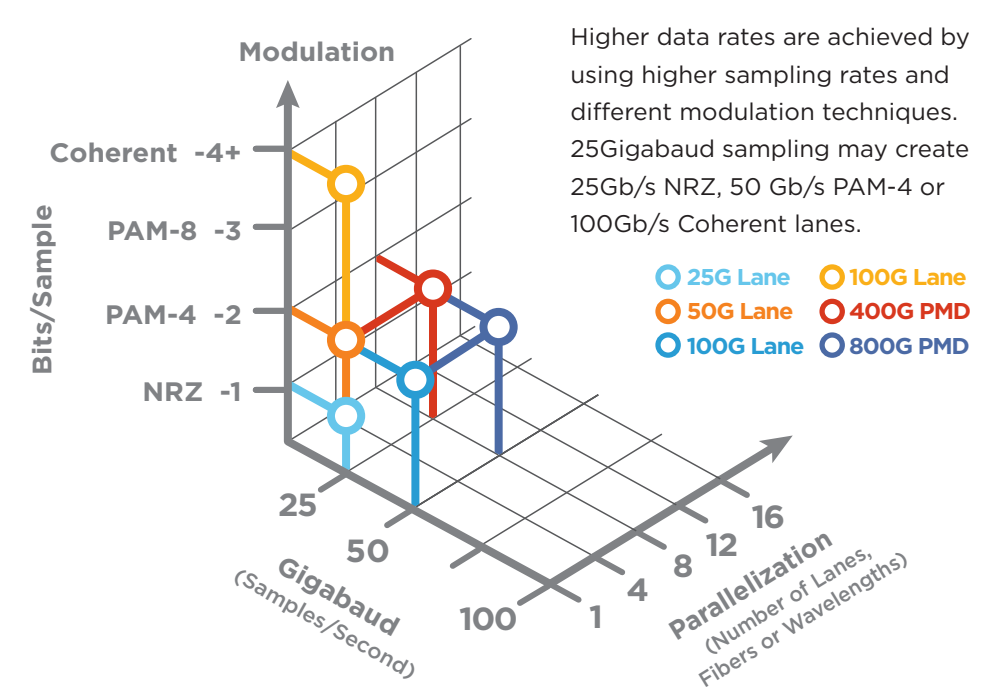 Modulation
Higher data rates are achieved by
using higher sampling rates and
different modulation techniques.
25Gigabaud sampling may create
25Gb/s NRZ, 50 Gb/s PAM-4 or
100Gb/s Coherent lanes.
25G Lane
100G Lane
50G Lane
400G PMD
100G Lane
800G PMD
Bits/Sample
Coherent -4+
PAM-8 -3
PAM-4 -2
NRZ -1
25
50
100
Gigabaud
(Samples/Second)
1
4
8
12
16
Parallelization
(Number of Lanes,
Fibers or Wavelengths)